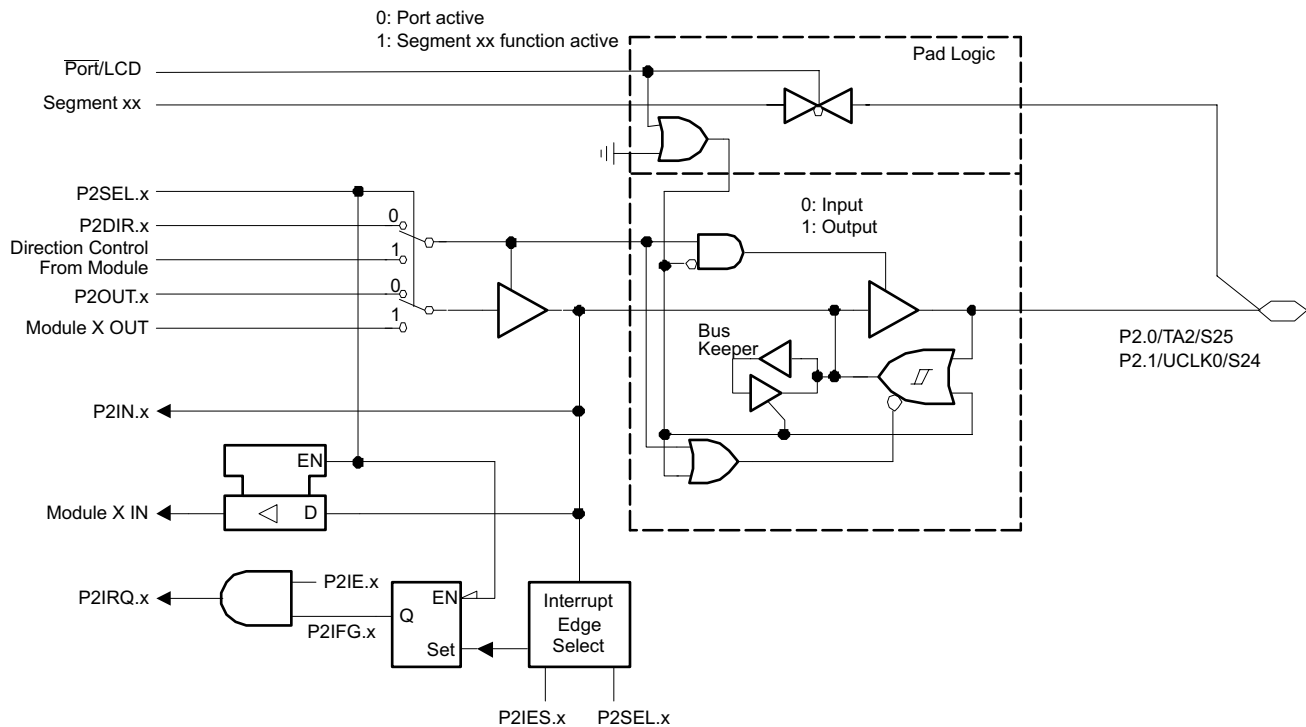 0: Port active
1: Segment xx function active
Pad Logic
Port/LCD
Segment xx
P2SEL.x
0
P2DIR.x
Direction Control
From Module
1
0: Input
1: Output
0
P2OUT.x
1
Module X OUT
Bus
Keeper
P2.0/TA2/S25
P2.1/UCLK0/S24
P2IN.x
EN
Module X IN
D
P2IRQ.x
P2IE.x
P2IFG.x
EN
Q
Set
Interrupt
Edge
Select
P2IES.x
P2SEL.x